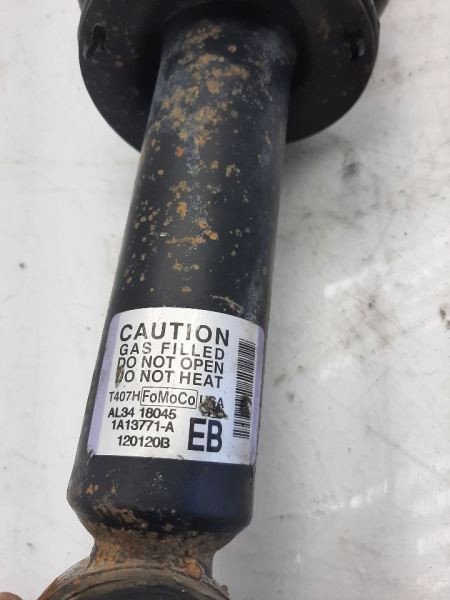 CAUTION
GAS FILLED
DO NOT OPEN
DO NOT HEAT
T407H FoMoCo USA
AL34 18045
1A13771-A EB
120120B